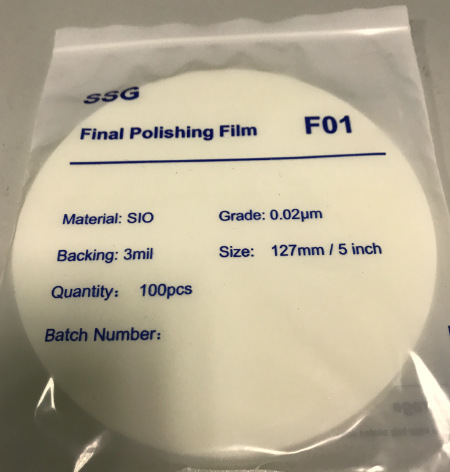 SSG
Final Polishing Film F01
Material: SIO Grade: 0.02μm
Backing: 3mil Size: 127mm / 5 inch
Quantity： 100pcs
Batch Number：